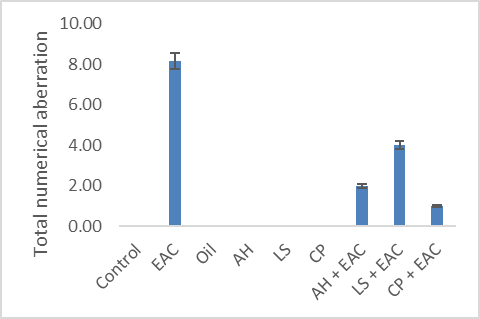 Total numerical aberration
10.00
8.00
6.00
4.00
2.00
0.00
Control
EAC
Oil
AH
LS
CP
AH + EAC
LS + EAC
CP + EAC